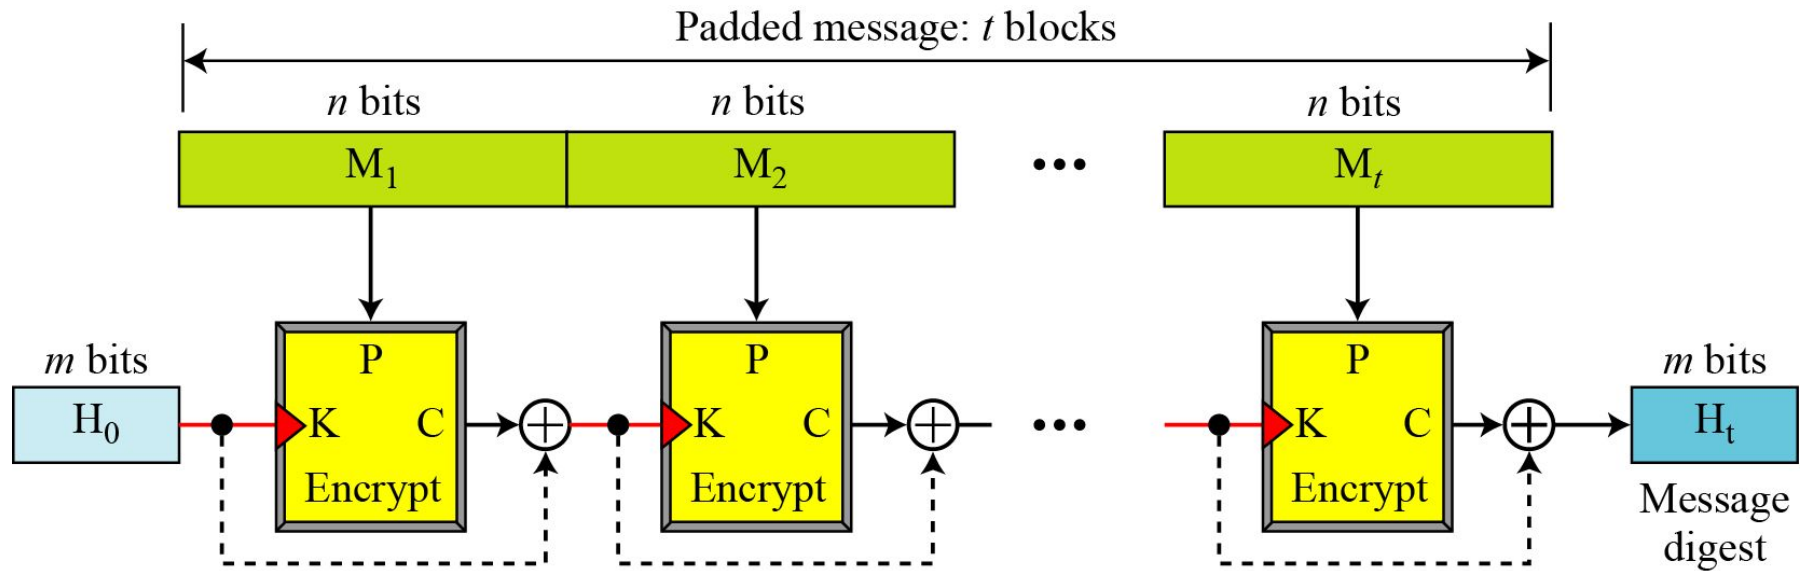 Padded message: t blocks
n bits
n bits
n bits
M₁
M₂
•••
Mₜ
m bits
H₀
P
K
C
Encrypt
P
K
C
Encrypt
•••
P
K
C
Encrypt
m bits
Hₜ
Message
digest